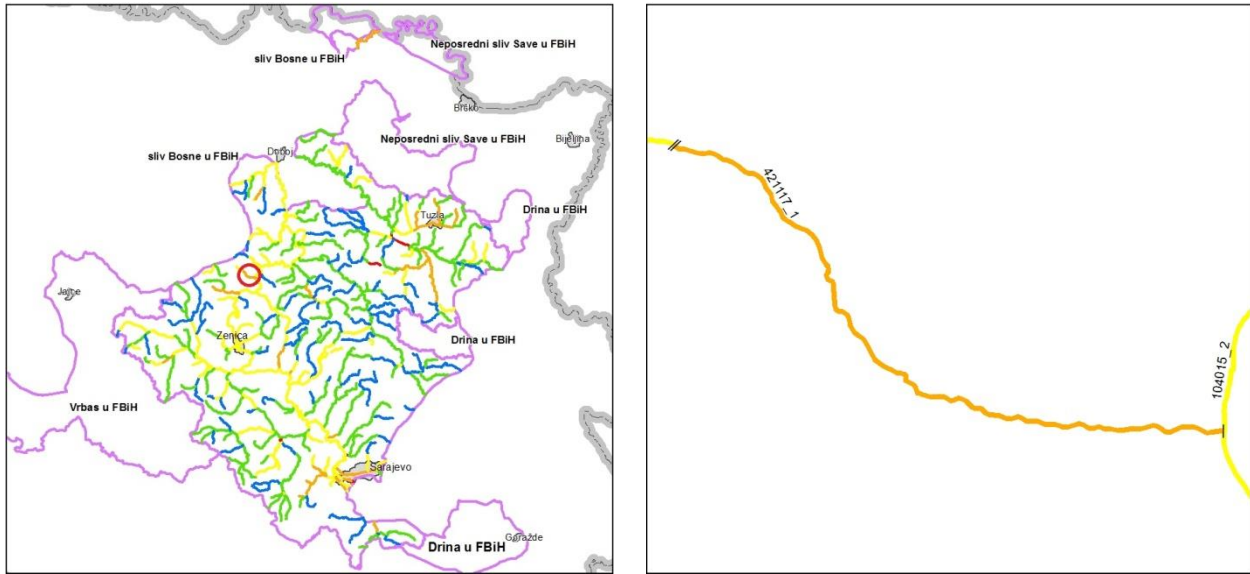 Neposredni sliv Save u FBiH
sliv Bosne u FBiH
Brčko
Bijeljina
Neposredni sliv Save u FBiH
Doboj
sliv Bosne u FBiH
Drina u FBiH
Tuzla
Jajce
Zenica
Drina u FBiH
Vrbas u FBiH
Sarajevo
Drina u FBiH
Goražde
421117_1
104015_2